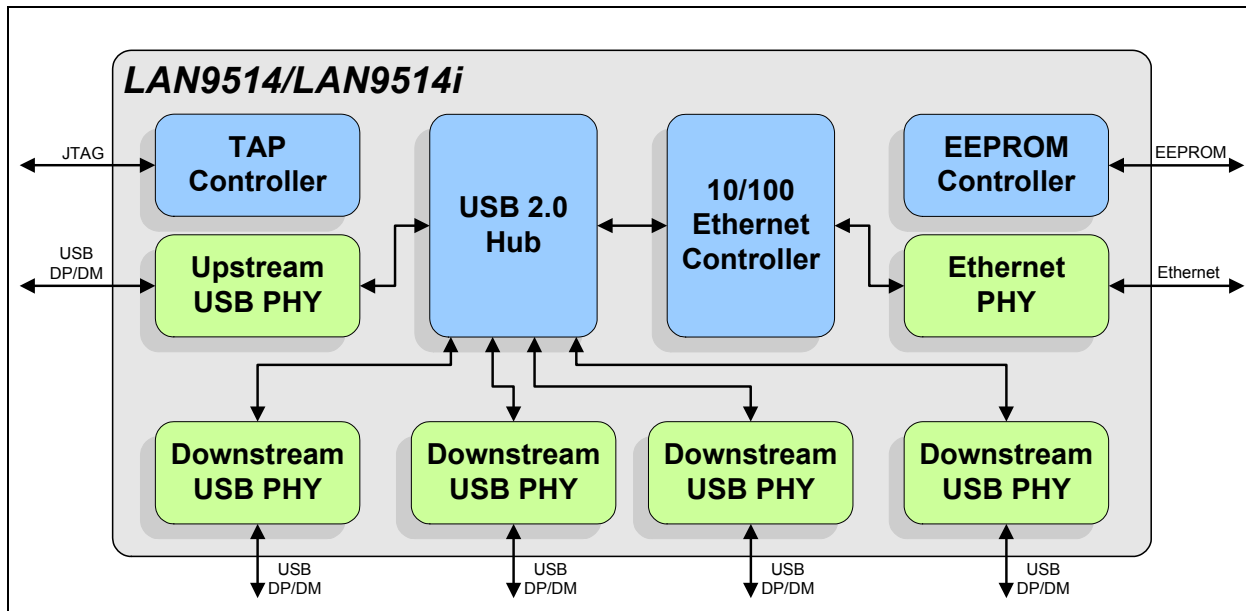 LAN9514/LAN9514i
JTAG
TAP
Controller
EEPROM
Controller
EEPROM
USB 2.0
Hub
10/100
Ethernet
Controller
USB
DP/DM
Upstream
USB PHY
Ethernet
PHY
Ethernet
Downstream
USB PHY
Downstream
USB PHY
Downstream
USB PHY
Downstream
USB PHY
USB
DP/DM
USB
DP/DM
USB
DP/DM
USB
DP/DM